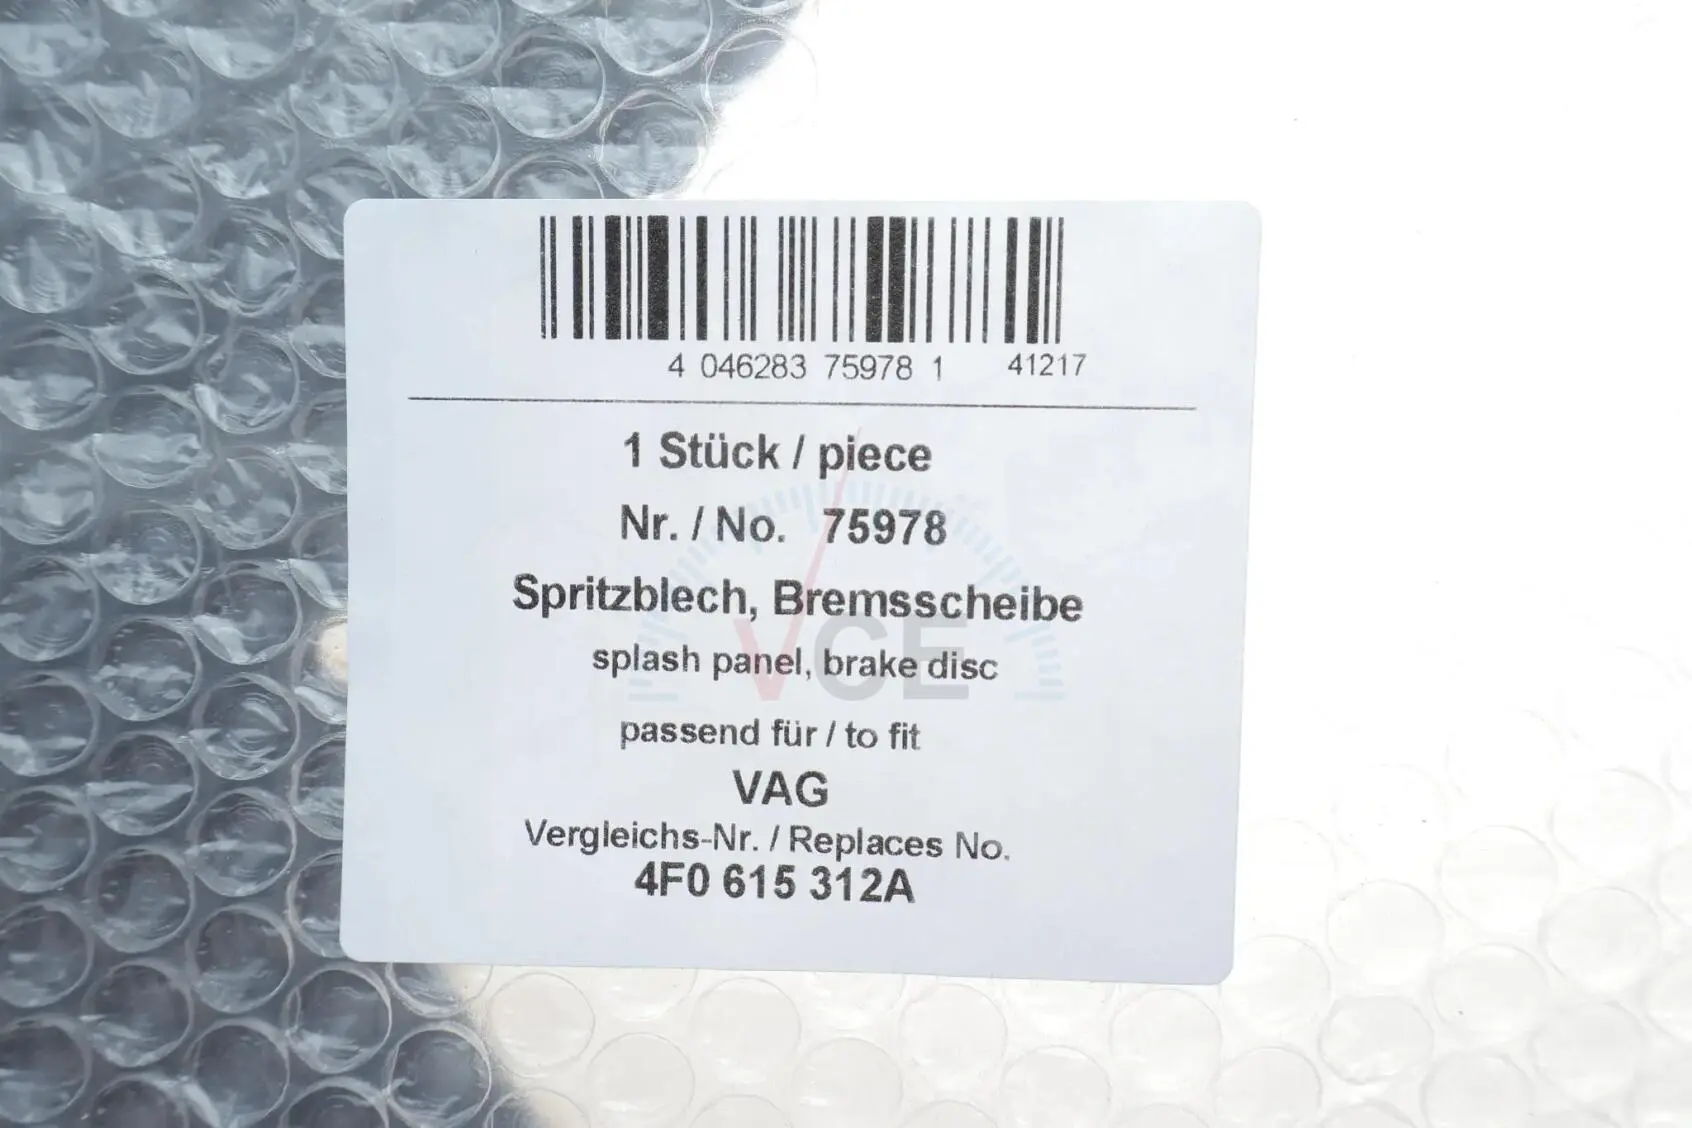 4 046283 75978 1 41217
1 Stück / piece
Nr. / No. 75978
Spritzblech, Bremsscheibe
VCE
splash panel, brake disc
passend für / to fit
VAG
Vergleichs-Nr. / Replaces No.
4F0 615 312A